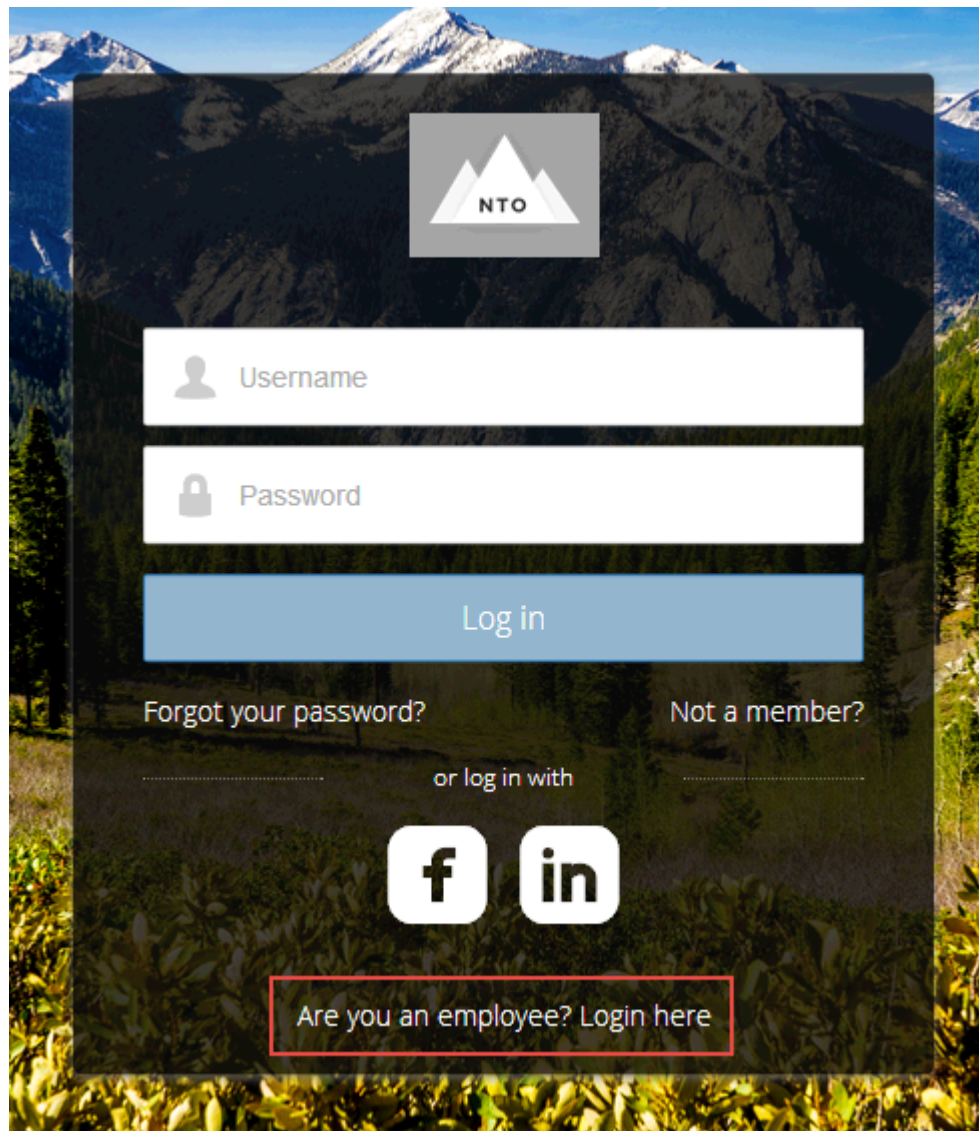 NTO
Username
Password
Log in
Forgot your password? Not a member?
or log in with
f in
Are you an employee? Login here